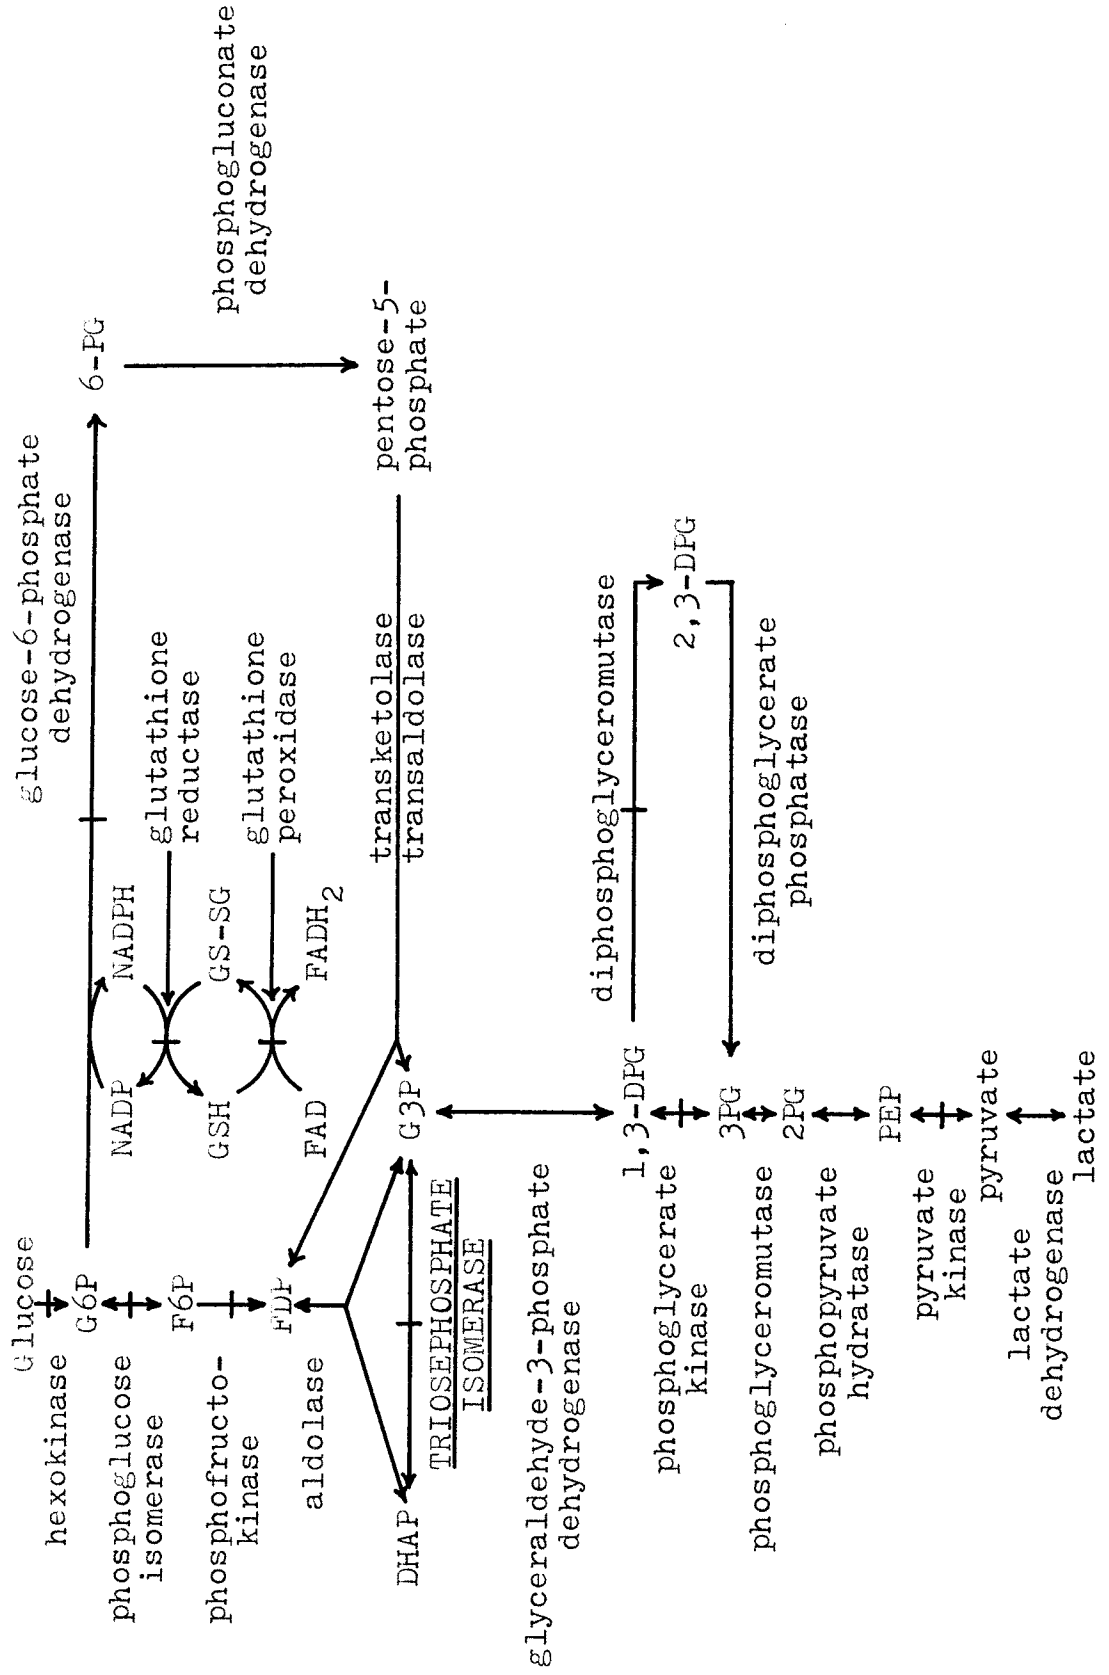 Glucose
hexokinase
G6P
phosphoglucose
isomerase
F6P
phosphofructo-
kinase
FDP
aldolase
DHAP
G3P
TRIOSEPHOSPHATE
ISOMERASE
glucose-6-phosphate
dehydrogenase
6-PG
NADP
NADPH
glutathione
reductase
GSH
GS-SG
glutathione
peroxidase
FAD
FADH2
phosphogluconate
dehydrogenase
pentose-5-
phosphate
transketolase
transaldolase
glyceraldehyde-3-phosphate
dehydrogenase
1,3-DPG
diphosphoglyceromutase
2,3-DPG
diphosphoglycerate
phosphatase
phosphoglycerate
kinase
3PG
phosphoglyceromutase
2PG
phosphopyruvate
hydratase
PEP
pyruvate
kinase
pyruvate
lactate
dehydrogenase
lactate